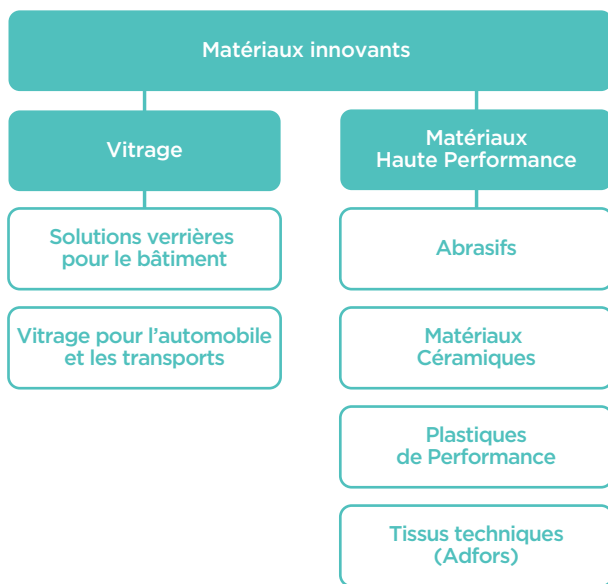 Matériaux innovants
Vitrage
Solutions verrières
pour le bâtiment
Vitrage pour l'automobile
et les transports
Matériaux
Haute Performance
Abrasifs
Matériaux
Céramiques
Plastiques
de Performance
Tissus techniques
(Adfors)